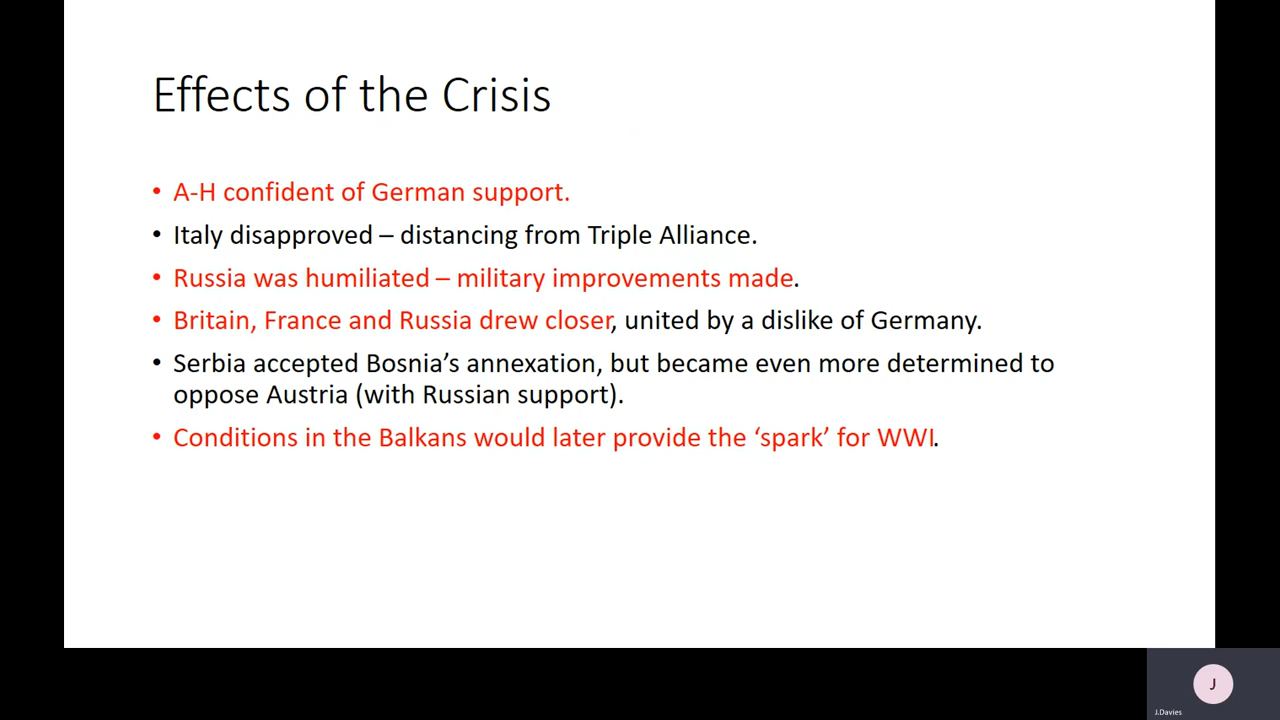 Effects of the Crisis
• A-H confident of German support.
• Italy disapproved – distancing from Triple Alliance.
• Russia was humiliated – military improvements made.
• Britain, France and Russia drew closer, united by a dislike of Germany.
• Serbia accepted Bosnia’s annexation, but became even more determined to
oppose Austria (with Russian support).
• Conditions in the Balkans would later provide the ‘spark’ for WWI.
J
J.Davies